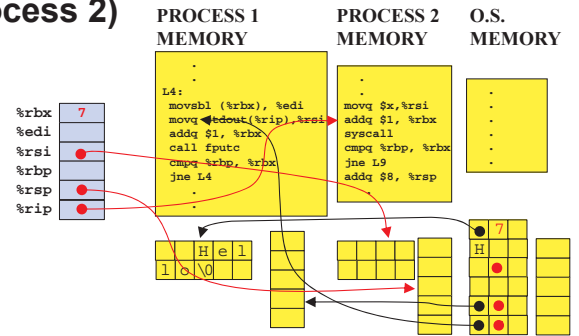 ocess 2)
PROCESS 1 MEMORY
PROCESS 2 MEMORY
O.S. MEMORY
.
.
L4:
movsbl (%rbx), %edi
movq stdout(%rip),%rsi
addq $1, %rbx
call fputc
cmpq %rbp, %rbx
jne L4
.
.
.
.
movq $x,%rsi
addq $1, %rbx
syscall
cmpq %rbp, %rbx
jne L9
addq $8, %rsp
.
.
.
.
.
.
.
%rbx 7
%edi
%rsi
%rbp
%rsp
%rip
H e l
l o \0
7
H